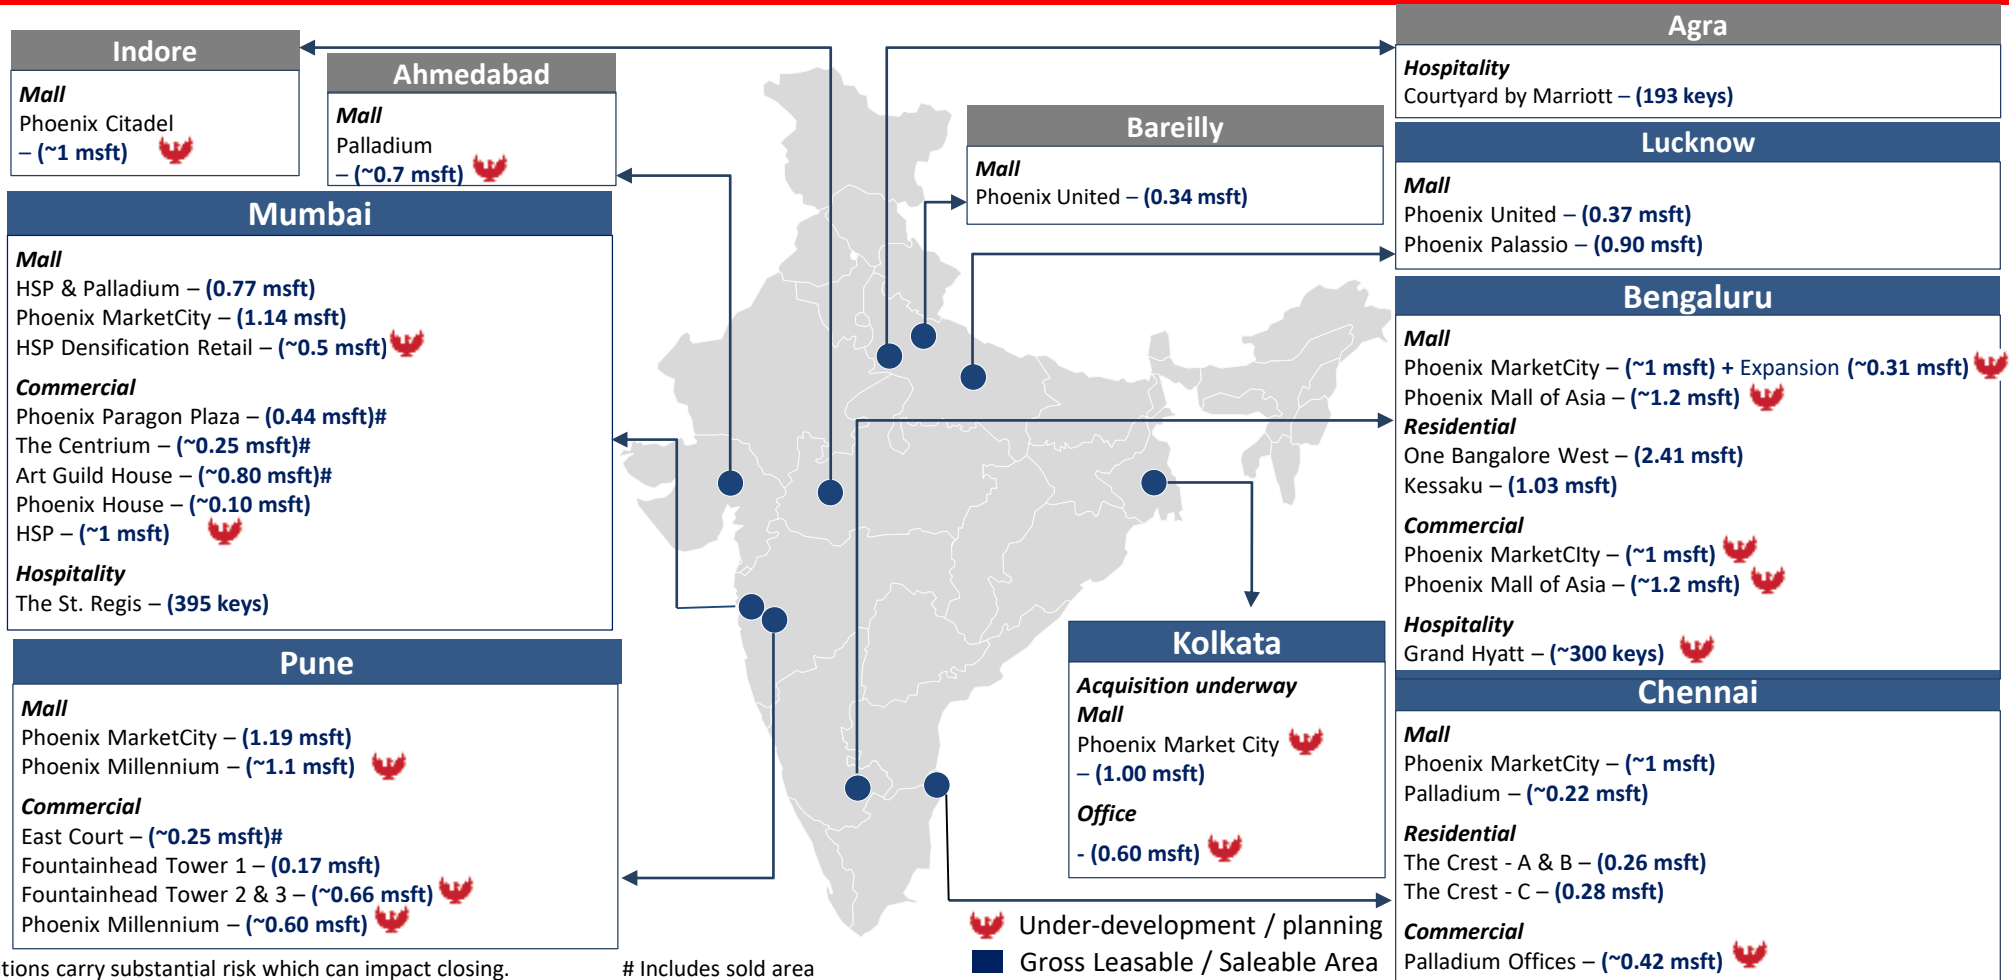 Indore
Mall
Phoenix Citadel
– (~1 msft)
Ahmedabad
Mall
Palladium
– (~0.7 msft)
Mumbai
Mall
HSP & Palladium – (0.77 msft)
Phoenix MarketCity – (1.14 msft)
HSP Densification Retail – (~0.5 msft)
Commercial
Phoenix Paragon Plaza – (0.44 msft)#
The Centrium – (~0.25 msft)#
Art Guild House – (~0.80 msft)#
Phoenix House – (~0.10 msft)
HSP – (~1 msft)
Hospitality
The St. Regis – (395 keys)
Pune
Mall
Phoenix MarketCity – (1.19 msft)
Phoenix Millennium – (~1.1 msft)
Commercial
East Court – (~0.25 msft)#
Fountainhead Tower 1 – (0.17 msft)
Fountainhead Tower 2 & 3 – (~0.66 msft)
Phoenix Millennium – (~0.60 msft)
Bareilly
Mall
Phoenix United – (0.34 msft)
Kolkata
Acquisition underway
Mall
Phoenix Market City
– (1.00 msft)
Office
- (0.60 msft)
Agra
Hospitality
Courtyard by Marriott – (193 keys)
Lucknow
Mall
Phoenix United – (0.37 msft)
Phoenix Palassio – (0.90 msft)
Bengaluru
Mall
Phoenix MarketCity – (~1 msft) + Expansion (~0.31 msft)
Phoenix Mall of Asia – (~1.2 msft)
Residential
One Bangalore West – (2.41 msft)
Kessaku – (1.03 msft)
Commercial
Phoenix MarketCIty – (~1 msft)
Phoenix Mall of Asia – (~1.2 msft)
Hospitality
Grand Hyatt – (~300 keys)
Chennai
Mall
Phoenix MarketCity – (~1 msft)
Palladium – (~0.22 msft)
Residential
The Crest - A & B – (0.26 msft)
The Crest - C – (0.28 msft)
Commercial
Palladium Offices – (~0.42 msft)
Under-development / planning
Gross Leasable / Saleable Area
tions carry substantial risk which can impact closing.
# Includes sold area